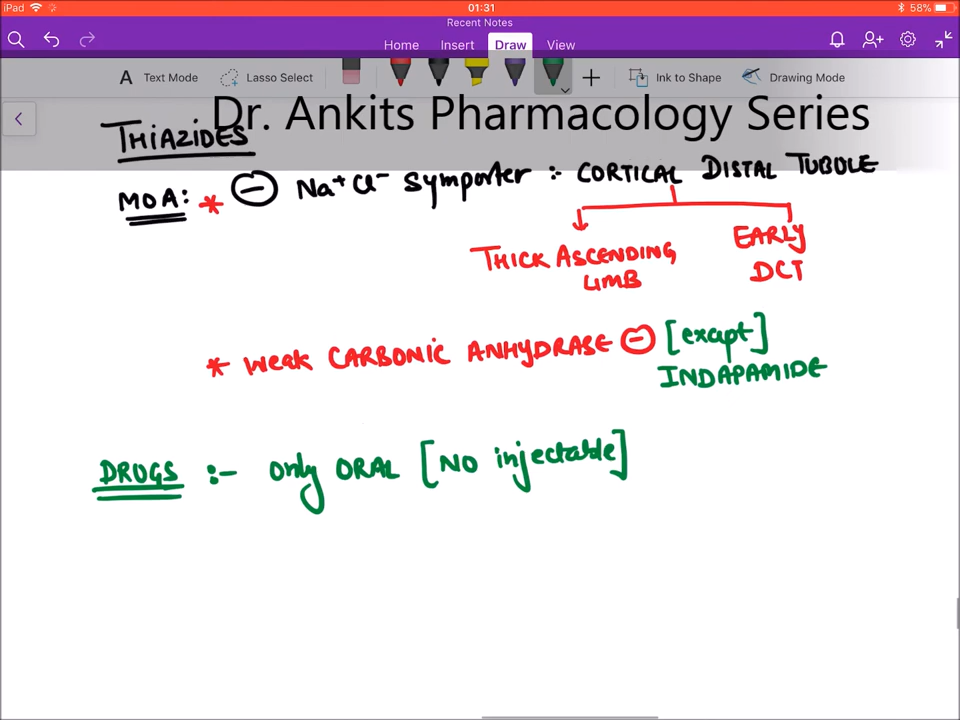 iPad 01:31 58%
Recent Notes
Home Insert Draw View
A Text Mode Lasso Select Ink to Shape Drawing Mode
Dr. Ankits Pharmacology Series
THIAZIDES
MOA: * ⊖ Na+ Cl- symporter :- CORTICAL DISTAL TUBULE
THICK ASCENDING LIMB
EARLY DCT
* weak CARBONIC ANHYDRASE ⊖ [except]
INDAPAMIDE
DRUGS :- only ORAL [NO injectable]